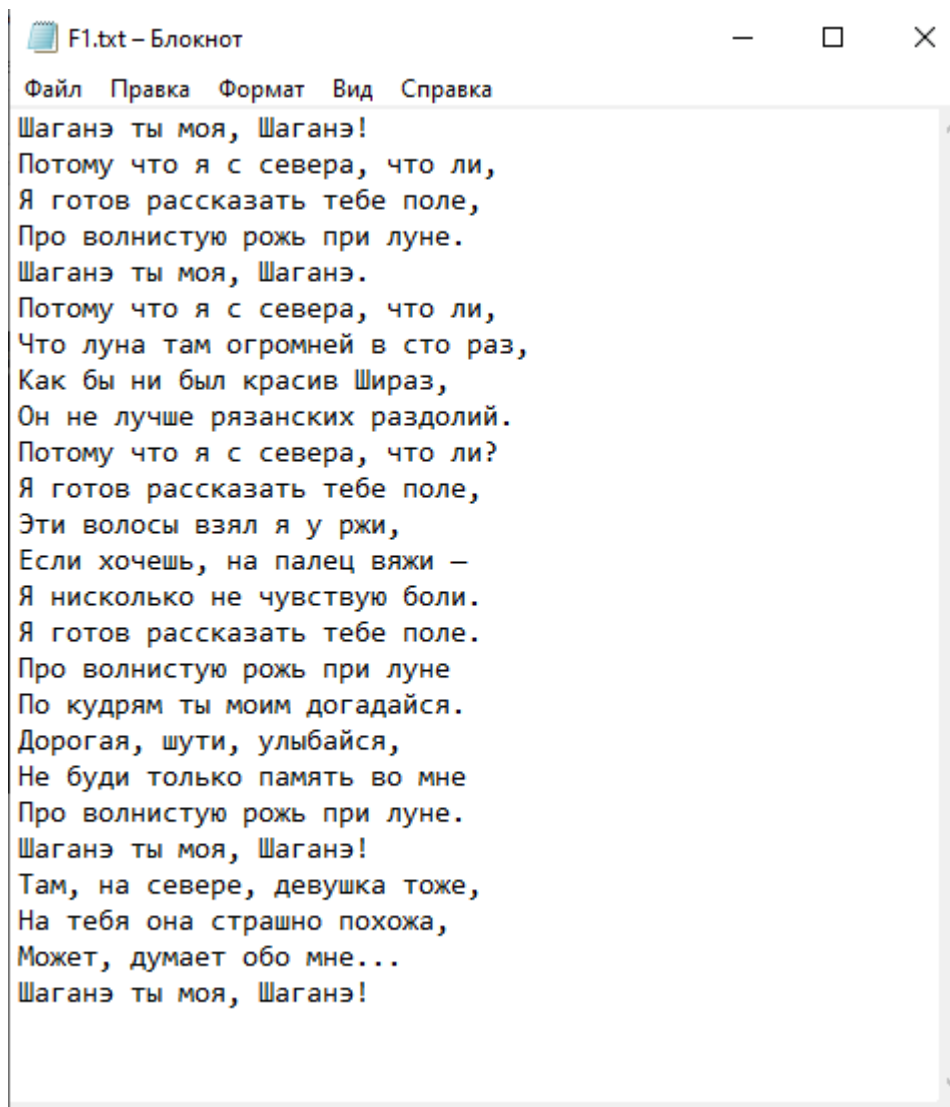 F1.txt – Блокнот
Файл Правка Формат Вид Справка
Шаганэ ты моя, Шаганэ!
Потому что я с севера, что ли,
Я готов рассказать тебе поле,
Про волнистую рожь при луне.
Шаганэ ты моя, Шаганэ.
Потому что я с севера, что ли,
Что луна там огромней в сто раз,
Как бы ни был красив Шираз,
Он не лучше рязанских раздолий.
Потому что я с севера, что ли?
Я готов рассказать тебе поле,
Эти волосы взял я у ржи,
Если хочешь, на палец вяжи —
Я нисколько не чувствую боли.
Я готов рассказать тебе поле.
Про волнистую рожь при луне
По кудрям ты моим догадайся.
Дорогая, шути, улыбайся,
Не буди только память во мне
Про волнистую рожь при луне.
Шаганэ ты моя, Шаганэ!
Там, на севере, девушка тоже,
На тебя она страшно похожа,
Может, думает обо мне...
Шаганэ ты моя, Шаганэ!